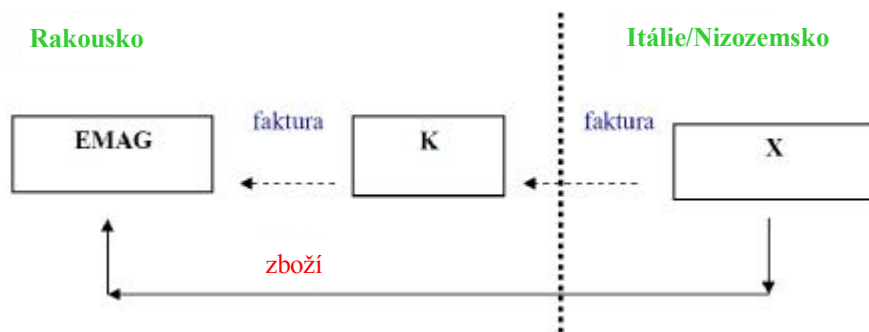 Rakousko
Itálie/Nizozemsko
EMAG
faktura
K
faktura
X
zboží